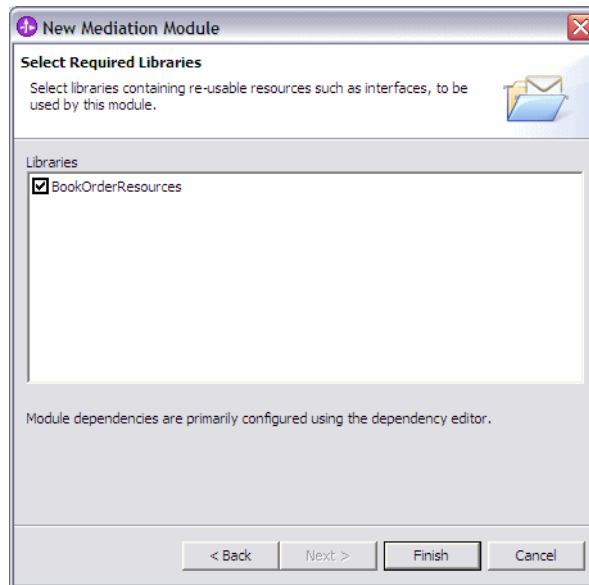 New Mediation Module
Select Required Libraries
Select libraries containing re-usable resources such as interfaces, to be
used by this module.
Libraries
BookOrderResources
Module dependencies are primarily configured using the dependency editor.
< Back
Next >
Finish
Cancel